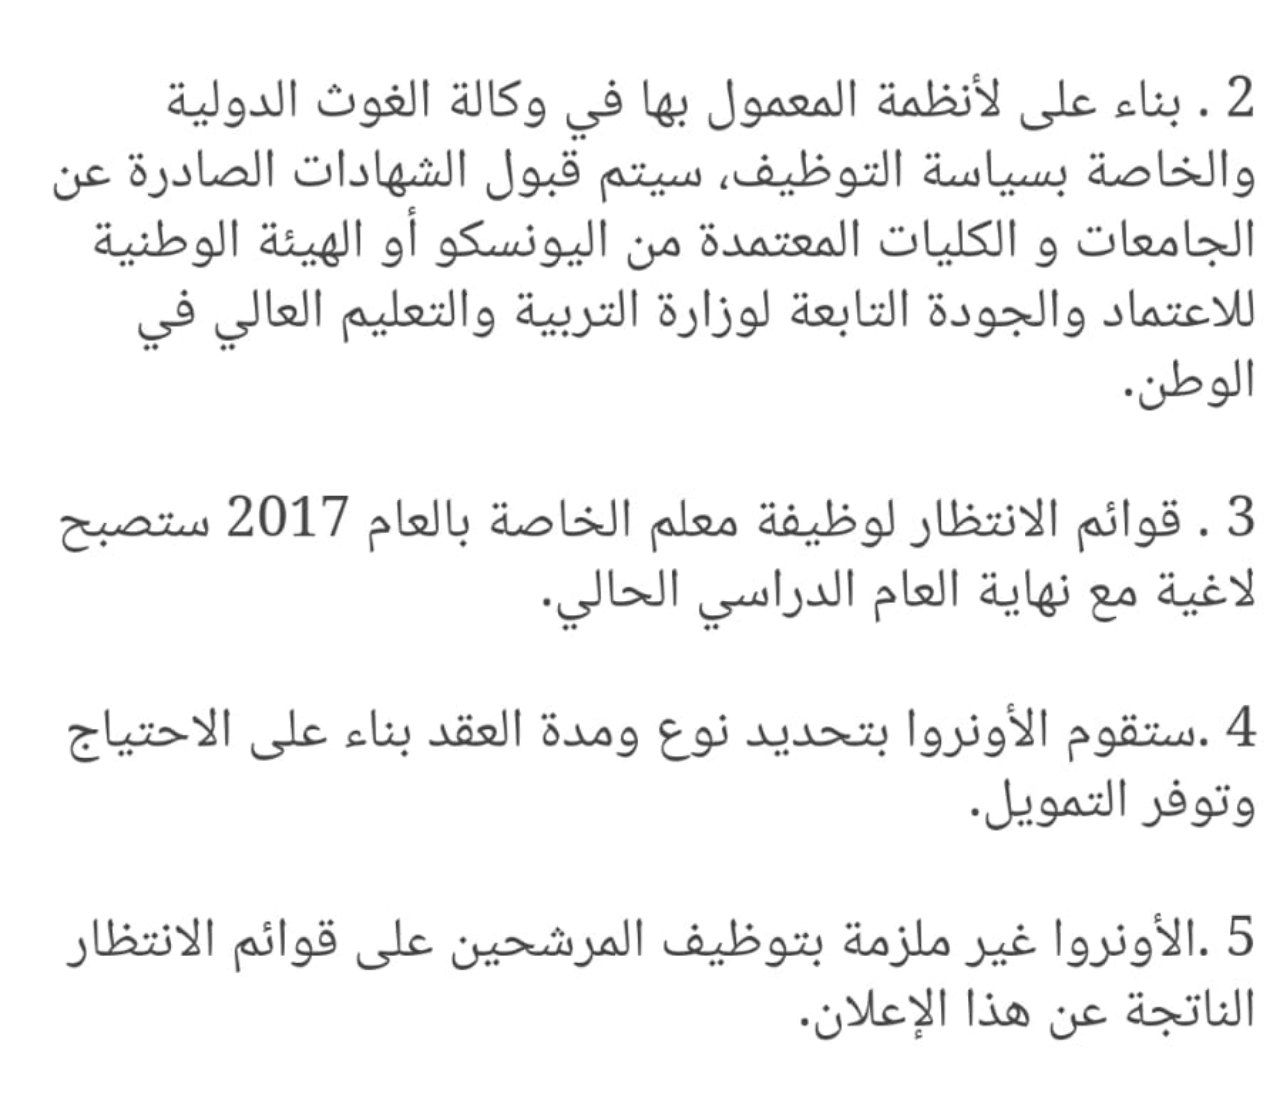 2 . بناء على لأنظمة المعمول بها في وكالة الغوث الدولية
والخاصة بسياسة التوظيف، سيتم قبول الشهادات الصادرة عن
الجامعات و الكليات المعتمدة من اليونسكو أو الهيئة الوطنية
للاعتماد والجودة التابعة لوزارة التربية والتعليم العالي في
الوطن.
3 . قوائم الانتظار لوظيفة معلم الخاصة بالعام 2017 ستصبح
لاغية مع نهاية العام الدراسي الحالي.
4 .ستقوم الأونروا بتحديد نوع ومدة العقد بناء على الاحتياج
وتوفر التمويل.
5 .الأونروا غير ملزمة بتوظيف المرشحين على قوائم الانتظار
الناتجة عن هذا الإعلان.